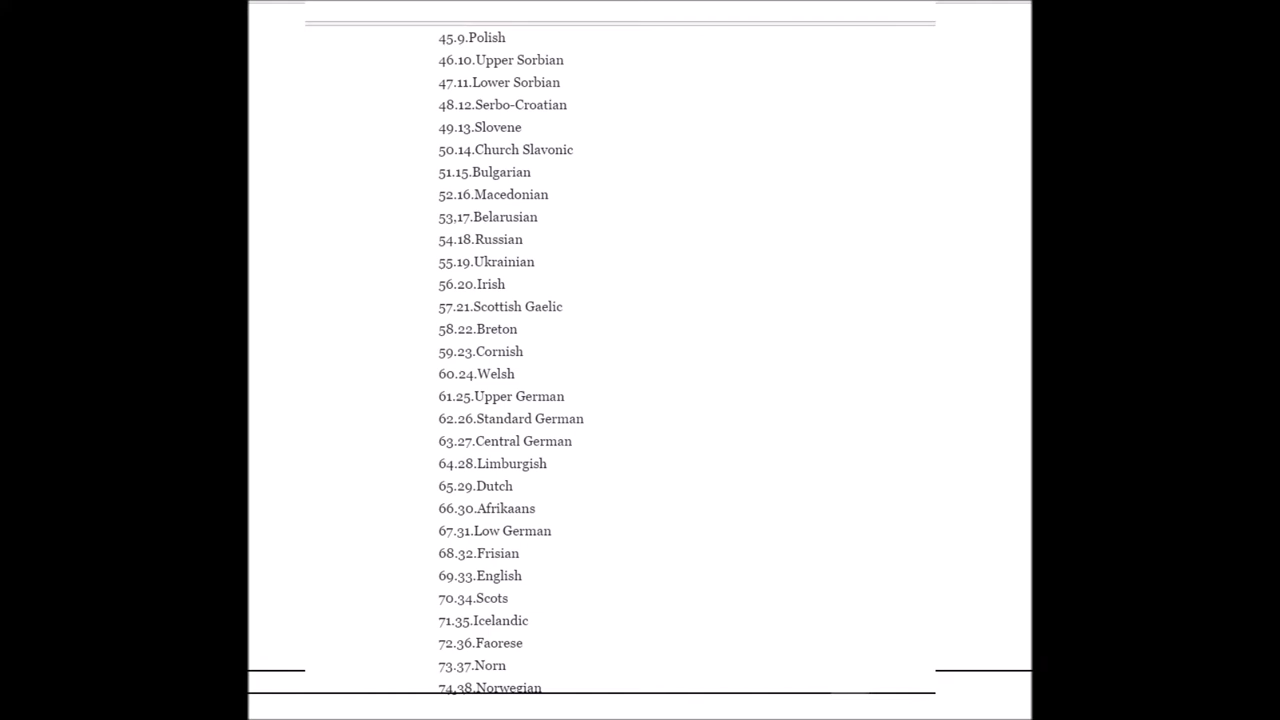 45.9.Polish
46.10.Upper Sorbian
47.11.Lower Sorbian
48.12.Serbo-Croatian
49.13.Slovene
50.14.Church Slavonic
51.15.Bulgarian
52.16.Macedonian
53,17.Belarusian
54.18.Russian
55.19.Ukrainian
56.20.Irish
57.21.Scottish Gaelic
58.22.Breton
59.23.Cornish
60.24.Welsh
61.25.Upper German
62.26.Standard German
63.27.Central German
64.28.Limburgish
65.29.Dutch
66.30.Afrikaans
67.31.Low German
68.32.Frisian
69.33.English
70.34.Scots
71.35.Icelandic
72.36.Faorese
73.37.Norn
74,38.Norwegian